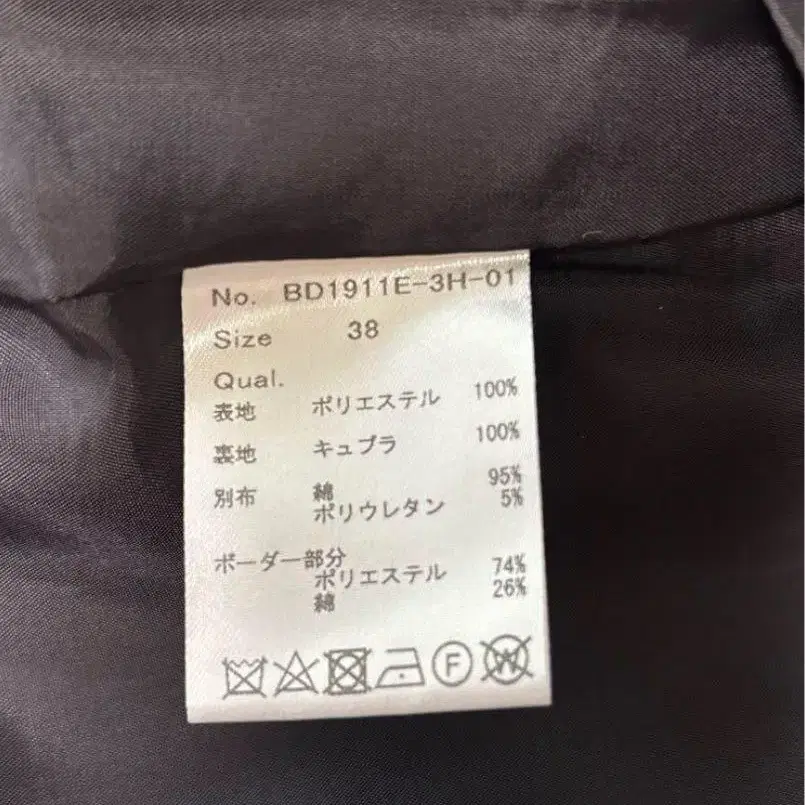 No. BD1911E-3H-01
Size 38
Qual.
表地 ポリエステル 100%
裏地 キュプラ 100%
別布 綿 95%
ポリウレタン 5%
ボーダー部分
ポリエステル 74%
綿 26%
F W